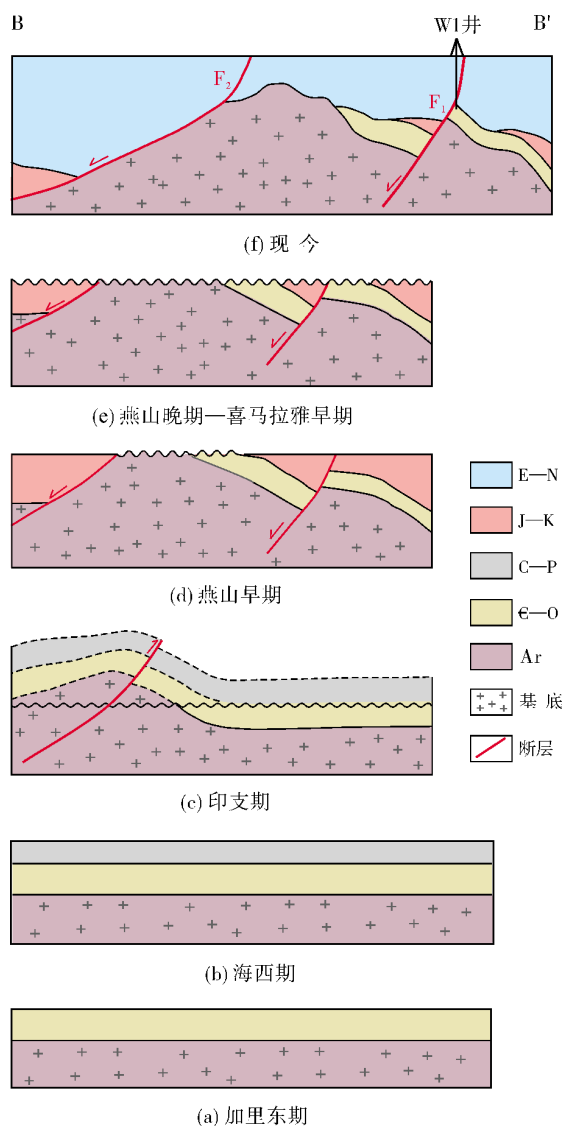 B W1井 B'
F₂
F₁
(f) 现 今
(e) 燕山晚期—喜马拉雅早期
(d) 燕山早期
(c) 印支期
(b) 海西期
(a) 加里东期
E—N
J—K
C—P
Є—O
Ar
基 底
断层